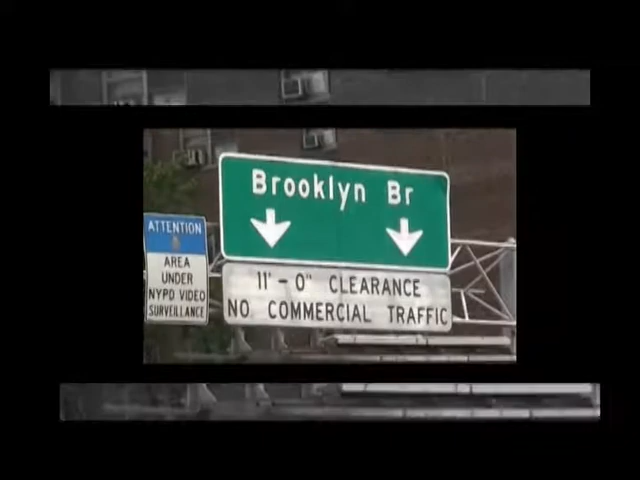 Brooklyn Br
11'-0" CLEARANCE
NO COMMERCIAL TRAFFIC
ATTENTION
AREA
UNDER
NYPD VIDEO
SURVEILLANCE